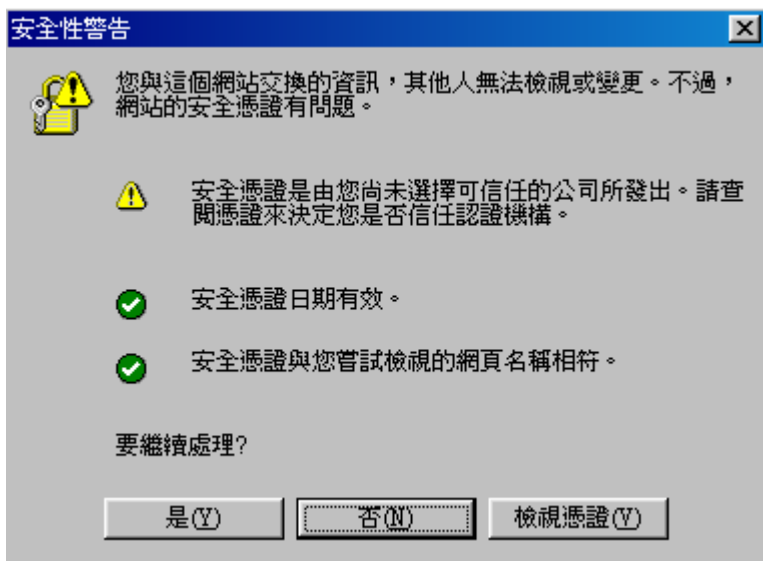 安全性警告
您與這個網站交換的資訊，其他人無法檢視或變更。不過，
網站的安全憑證有問題。
安全憑證是由您尚未選擇可信任的公司所發出。請查
閱憑證來決定您是否信任認證機構。
安全憑證日期有效。
安全憑證與您嘗試檢視的網頁名稱相符。
要繼續處理?
是(Y)
否(N)
檢視憑證(V)